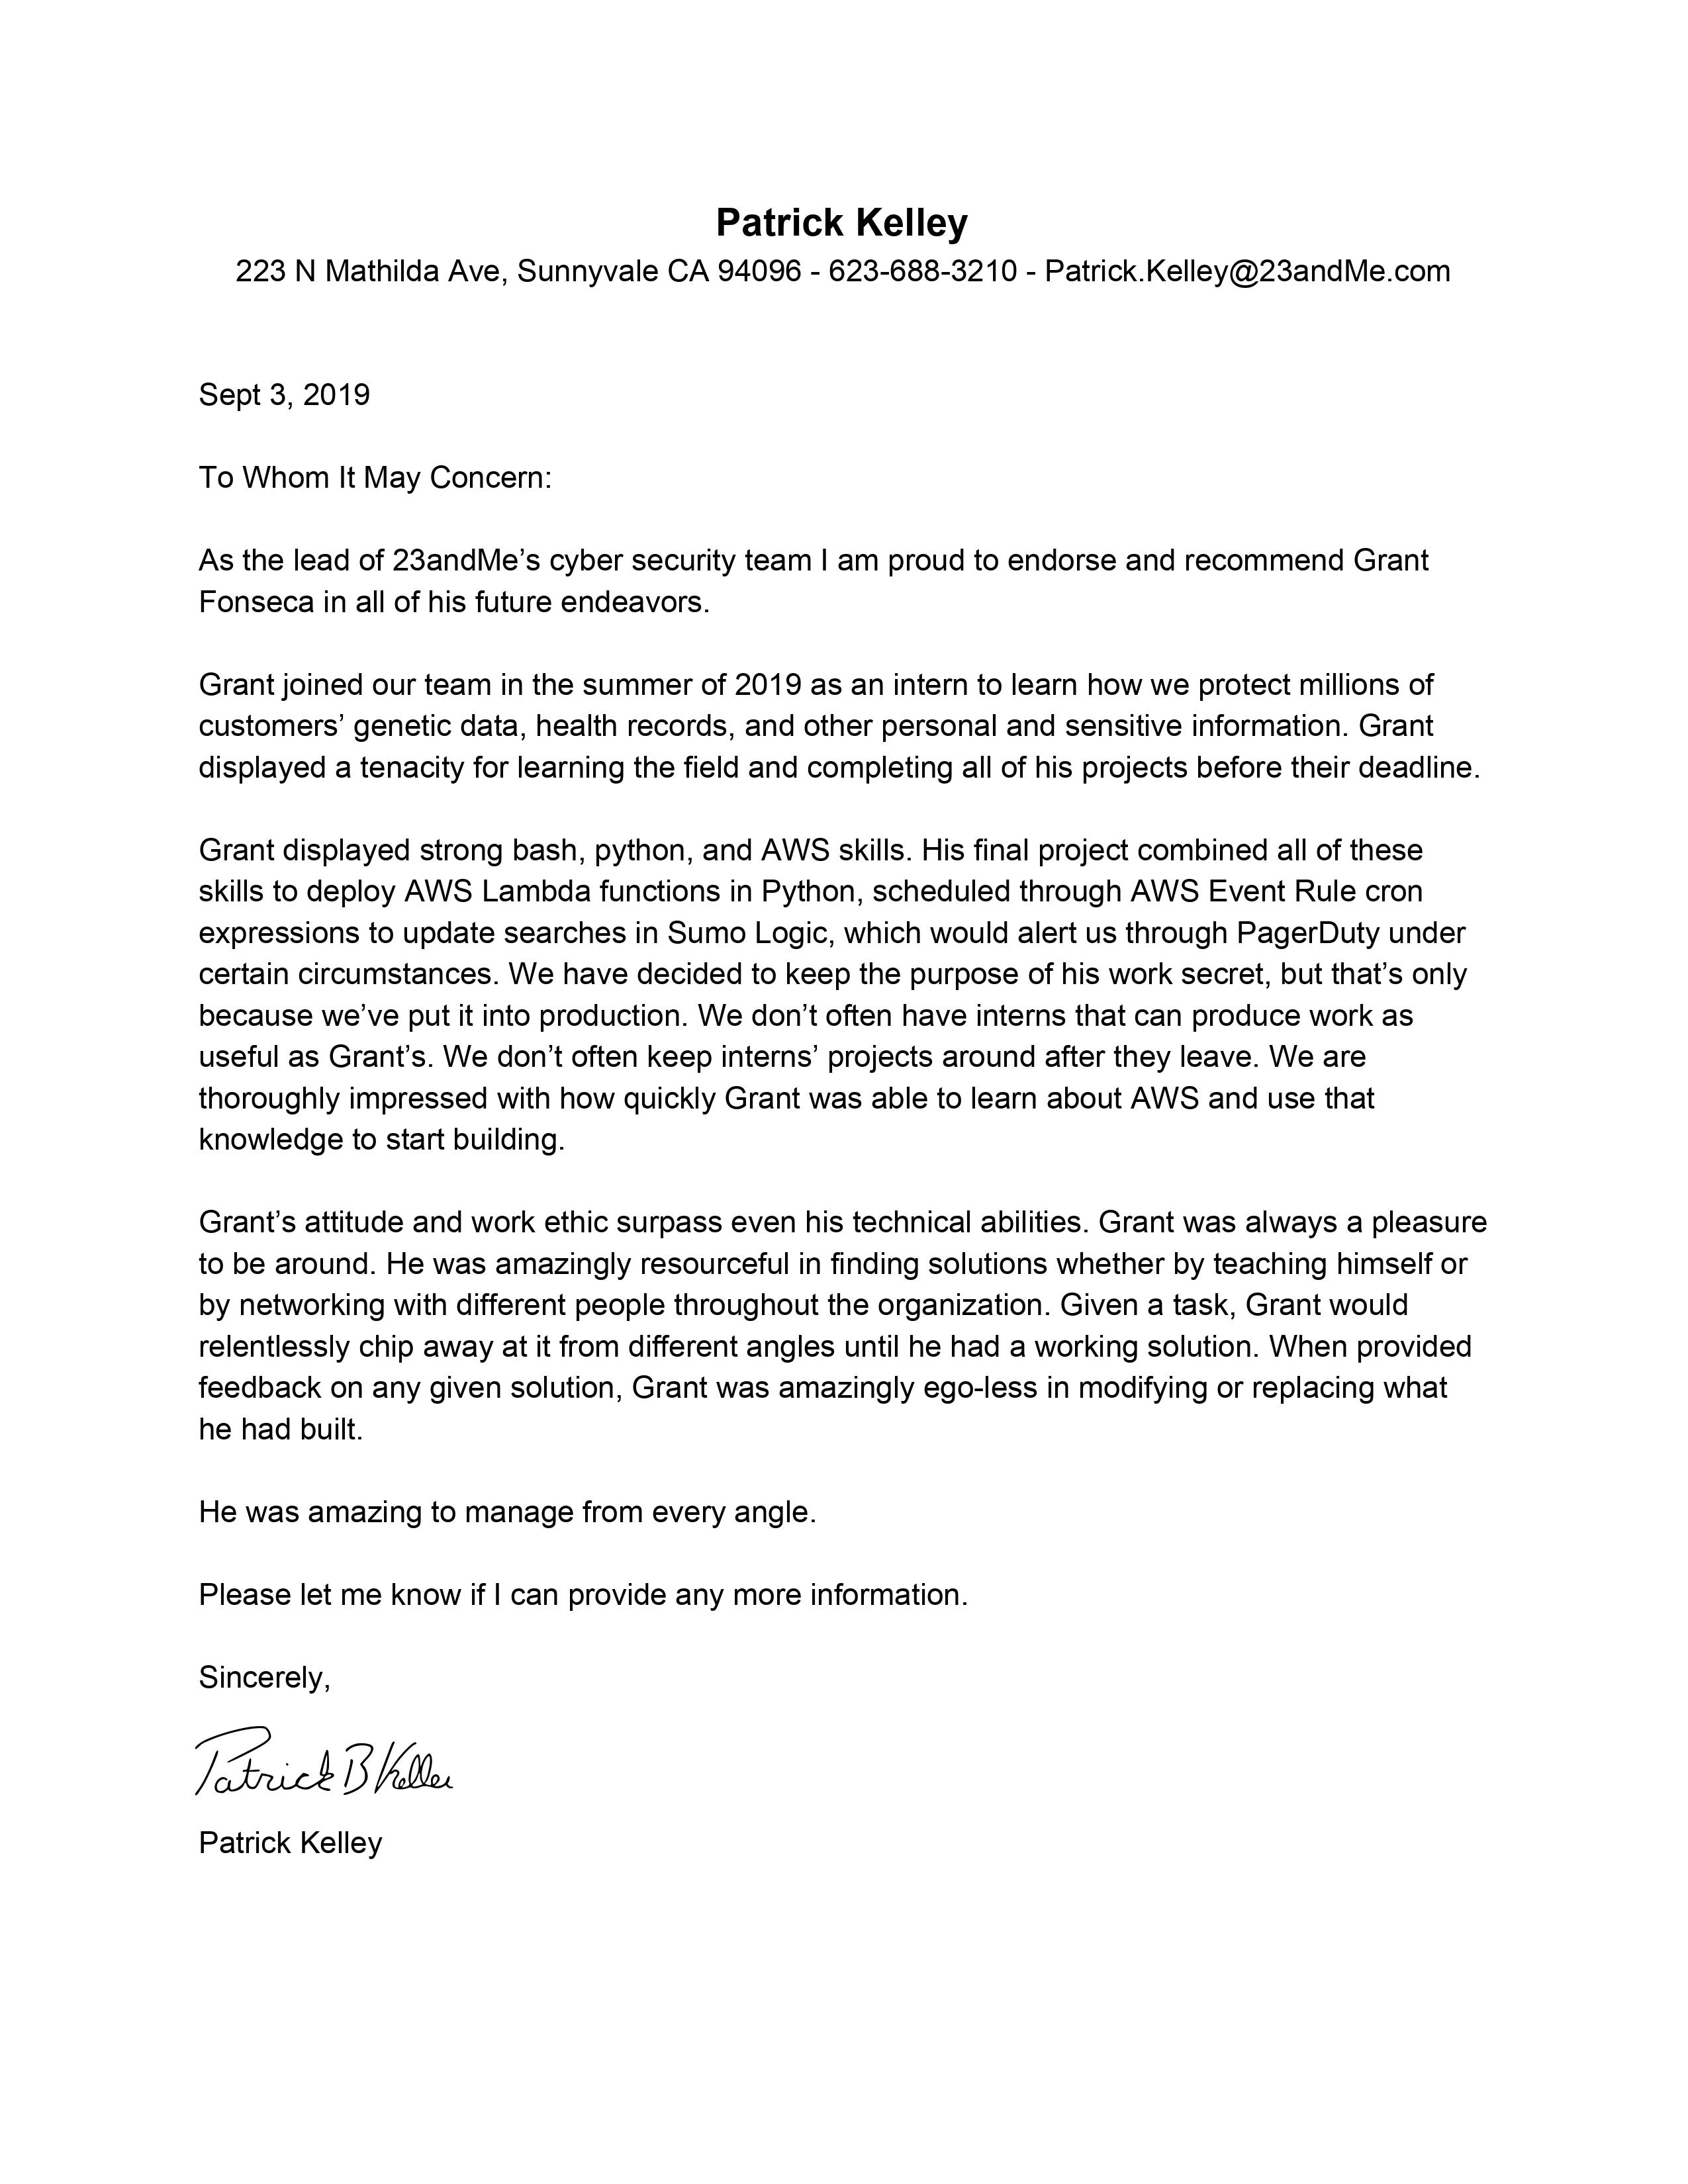 Patrick Kelley
223 N Mathilda Ave, Sunnyvale CA 94096 - 623-688-3210 - Patrick.Kelley@23andMe.com
Sept 3, 2019
To Whom It May Concern:
As the lead of 23andMe’s cyber security team I am proud to endorse and recommend Grant
Fonseca in all of his future endeavors.
Grant joined our team in the summer of 2019 as an intern to learn how we protect millions of
customers’ genetic data, health records, and other personal and sensitive information. Grant
displayed a tenacity for learning the field and completing all of his projects before their deadline.
Grant displayed strong bash, python, and AWS skills. His final project combined all of these
skills to deploy AWS Lambda functions in Python, scheduled through AWS Event Rule cron
expressions to update searches in Sumo Logic, which would alert us through PagerDuty under
certain circumstances. We have decided to keep the purpose of his work secret, but that’s only
because we’ve put it into production. We don’t often have interns that can produce work as
useful as Grant’s. We don’t often keep interns’ projects around after they leave. We are
thoroughly impressed with how quickly Grant was able to learn about AWS and use that
knowledge to start building.
Grant’s attitude and work ethic surpass even his technical abilities. Grant was always a pleasure
to be around. He was amazingly resourceful in finding solutions whether by teaching himself or
by networking with different people throughout the organization. Given a task, Grant would
relentlessly chip away at it from different angles until he had a working solution. When provided
feedback on any given solution, Grant was amazingly ego-less in modifying or replacing what
he had built.
He was amazing to manage from every angle.
Please let me know if I can provide any more information.
Sincerely,
Patrick B Kelley
Patrick Kelley